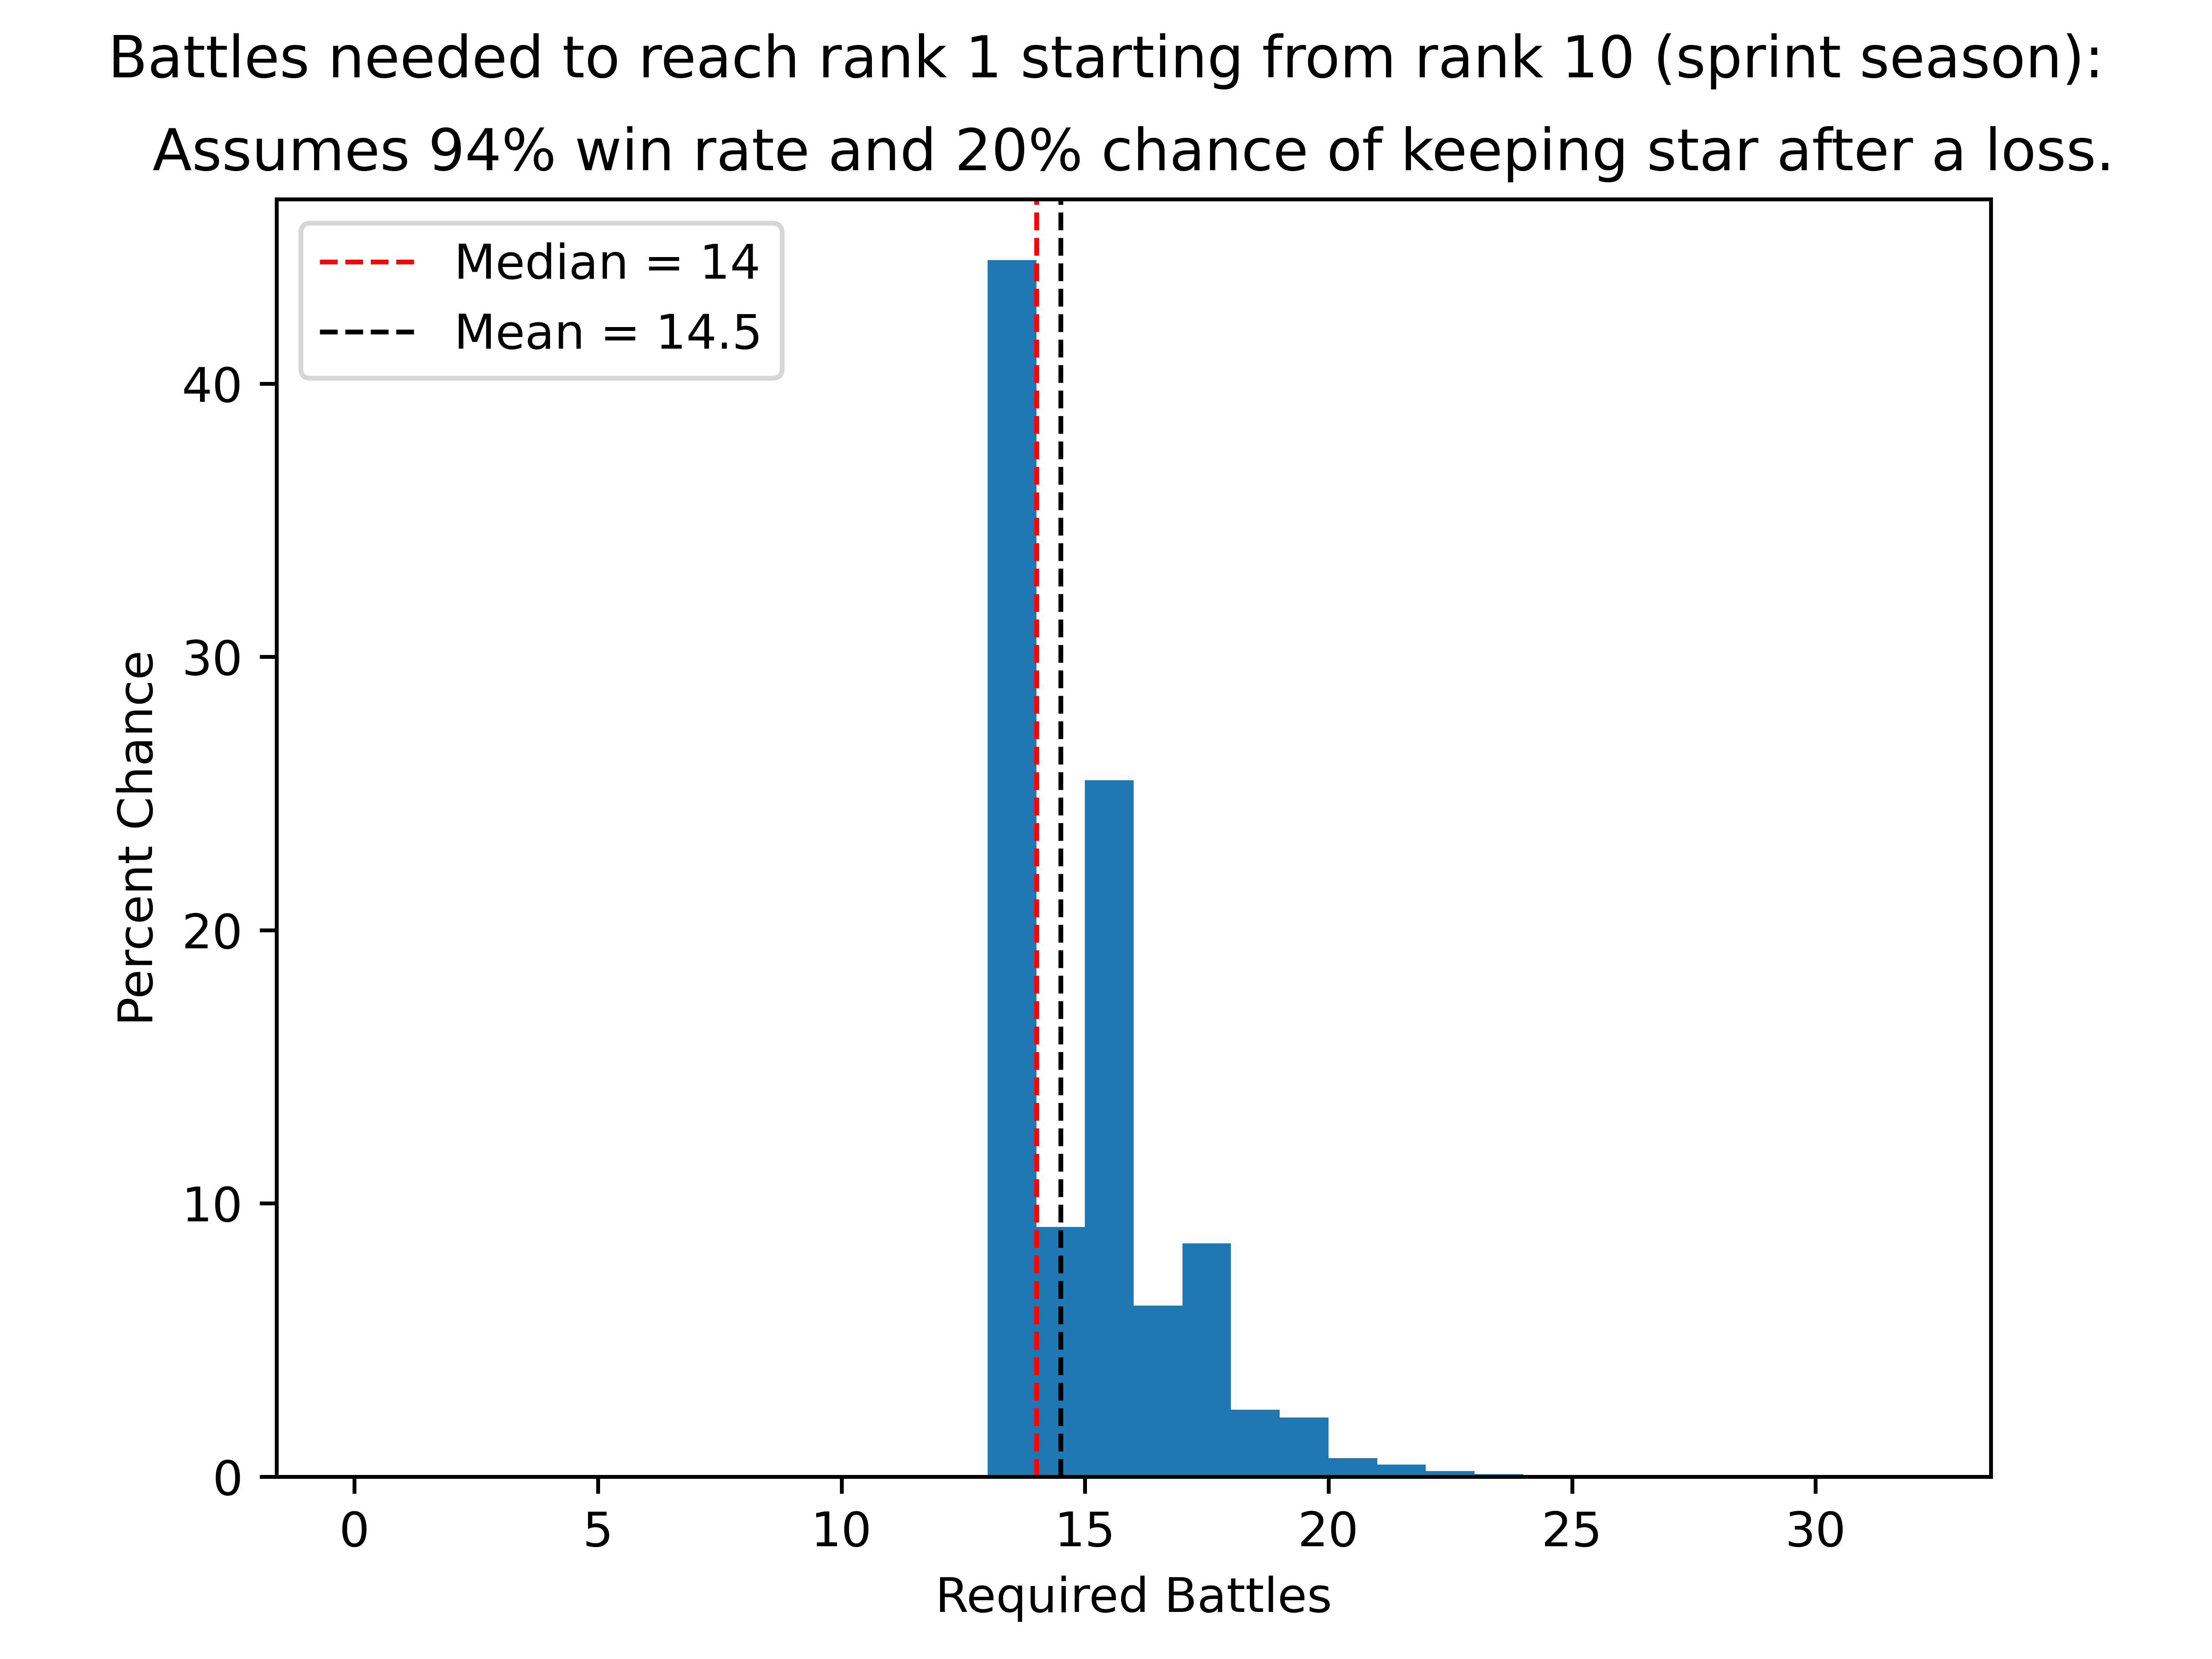 Battles needed to reach rank 1 starting from rank 10 (sprint season):
Assumes 94% win rate and 20% chance of keeping star after a loss.
Median = 14
Mean = 14.5
Percent Chance
40
30
20
10
0
0 5 10 15 20 25 30
Required Battles